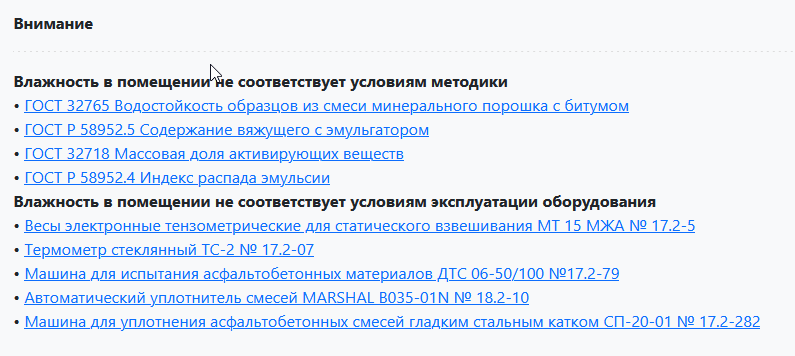 Внимание
Влажность в помещении не соответствует условиям методики
• ГОСТ 32765 Водостойкость образцов из смеси минерального порошка с битумом
• ГОСТ Р 58952.5 Содержание вяжущего с эмульгатором
• ГОСТ 32718 Массовая доля активирующих веществ
• ГОСТ Р 58952.4 Индекс распада эмульсии
Влажность в помещении не соответствует условиям эксплуатации оборудования
• Весы электронные тензометрические для статического взвешивания МТ 15 МЖА № 17.2-5
• Термометр стеклянный ТС-2 № 17.2-07
• Машина для испытания асфальтобетонных материалов ДТС 06-50/100 №17.2-79
• Автоматический уплотнитель смесей MARSHAL B035-01N № 18.2-10
• Машина для уплотнения асфальтобетонных смесей гладким стальным катком СП-20-01 № 17.2-282